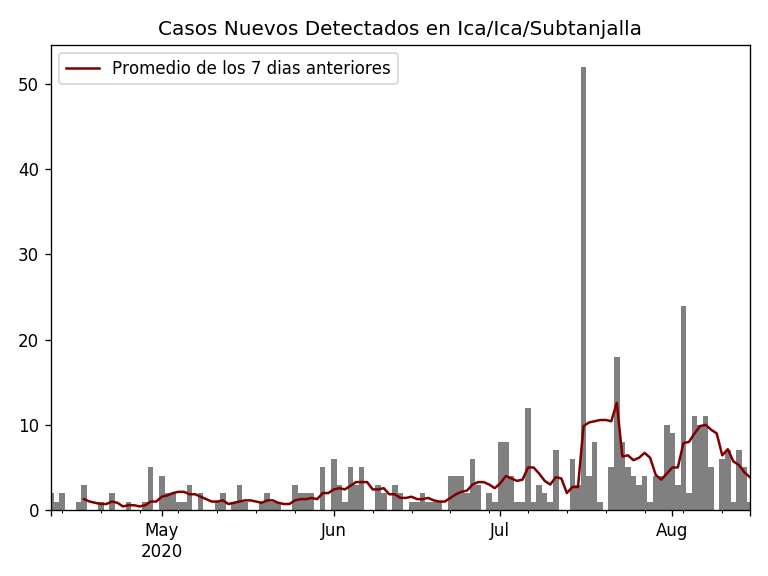 Casos Nuevos Detectados en Ica/Ica/Subtanjalla
Promedio de los 7 dias anteriores
50
40
30
20
10
0
May Jun Jul Aug
2020